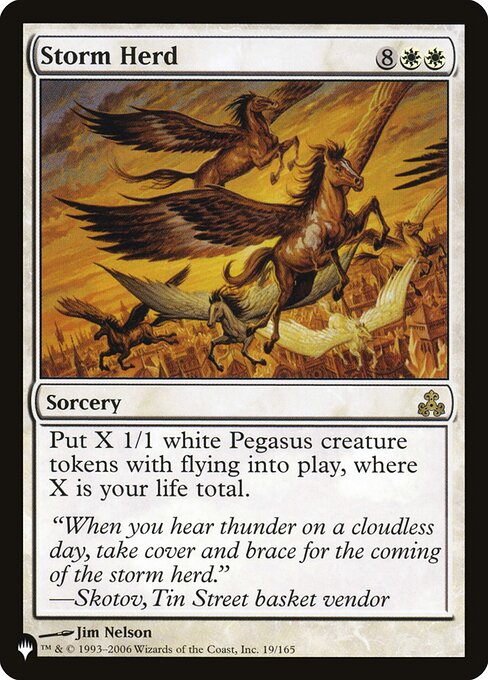 Storm Herd 8
Sorcery
Put X 1/1 white Pegasus creature
tokens with flying into play, where
X is your life total.
“When you hear thunder on a cloudless
day, take cover and brace for the coming
of the storm herd.”
—Skotov, Tin Street basket vendor
Jim Nelson
™ & © 1993–2006 Wizards of the Coast, Inc. 19/165